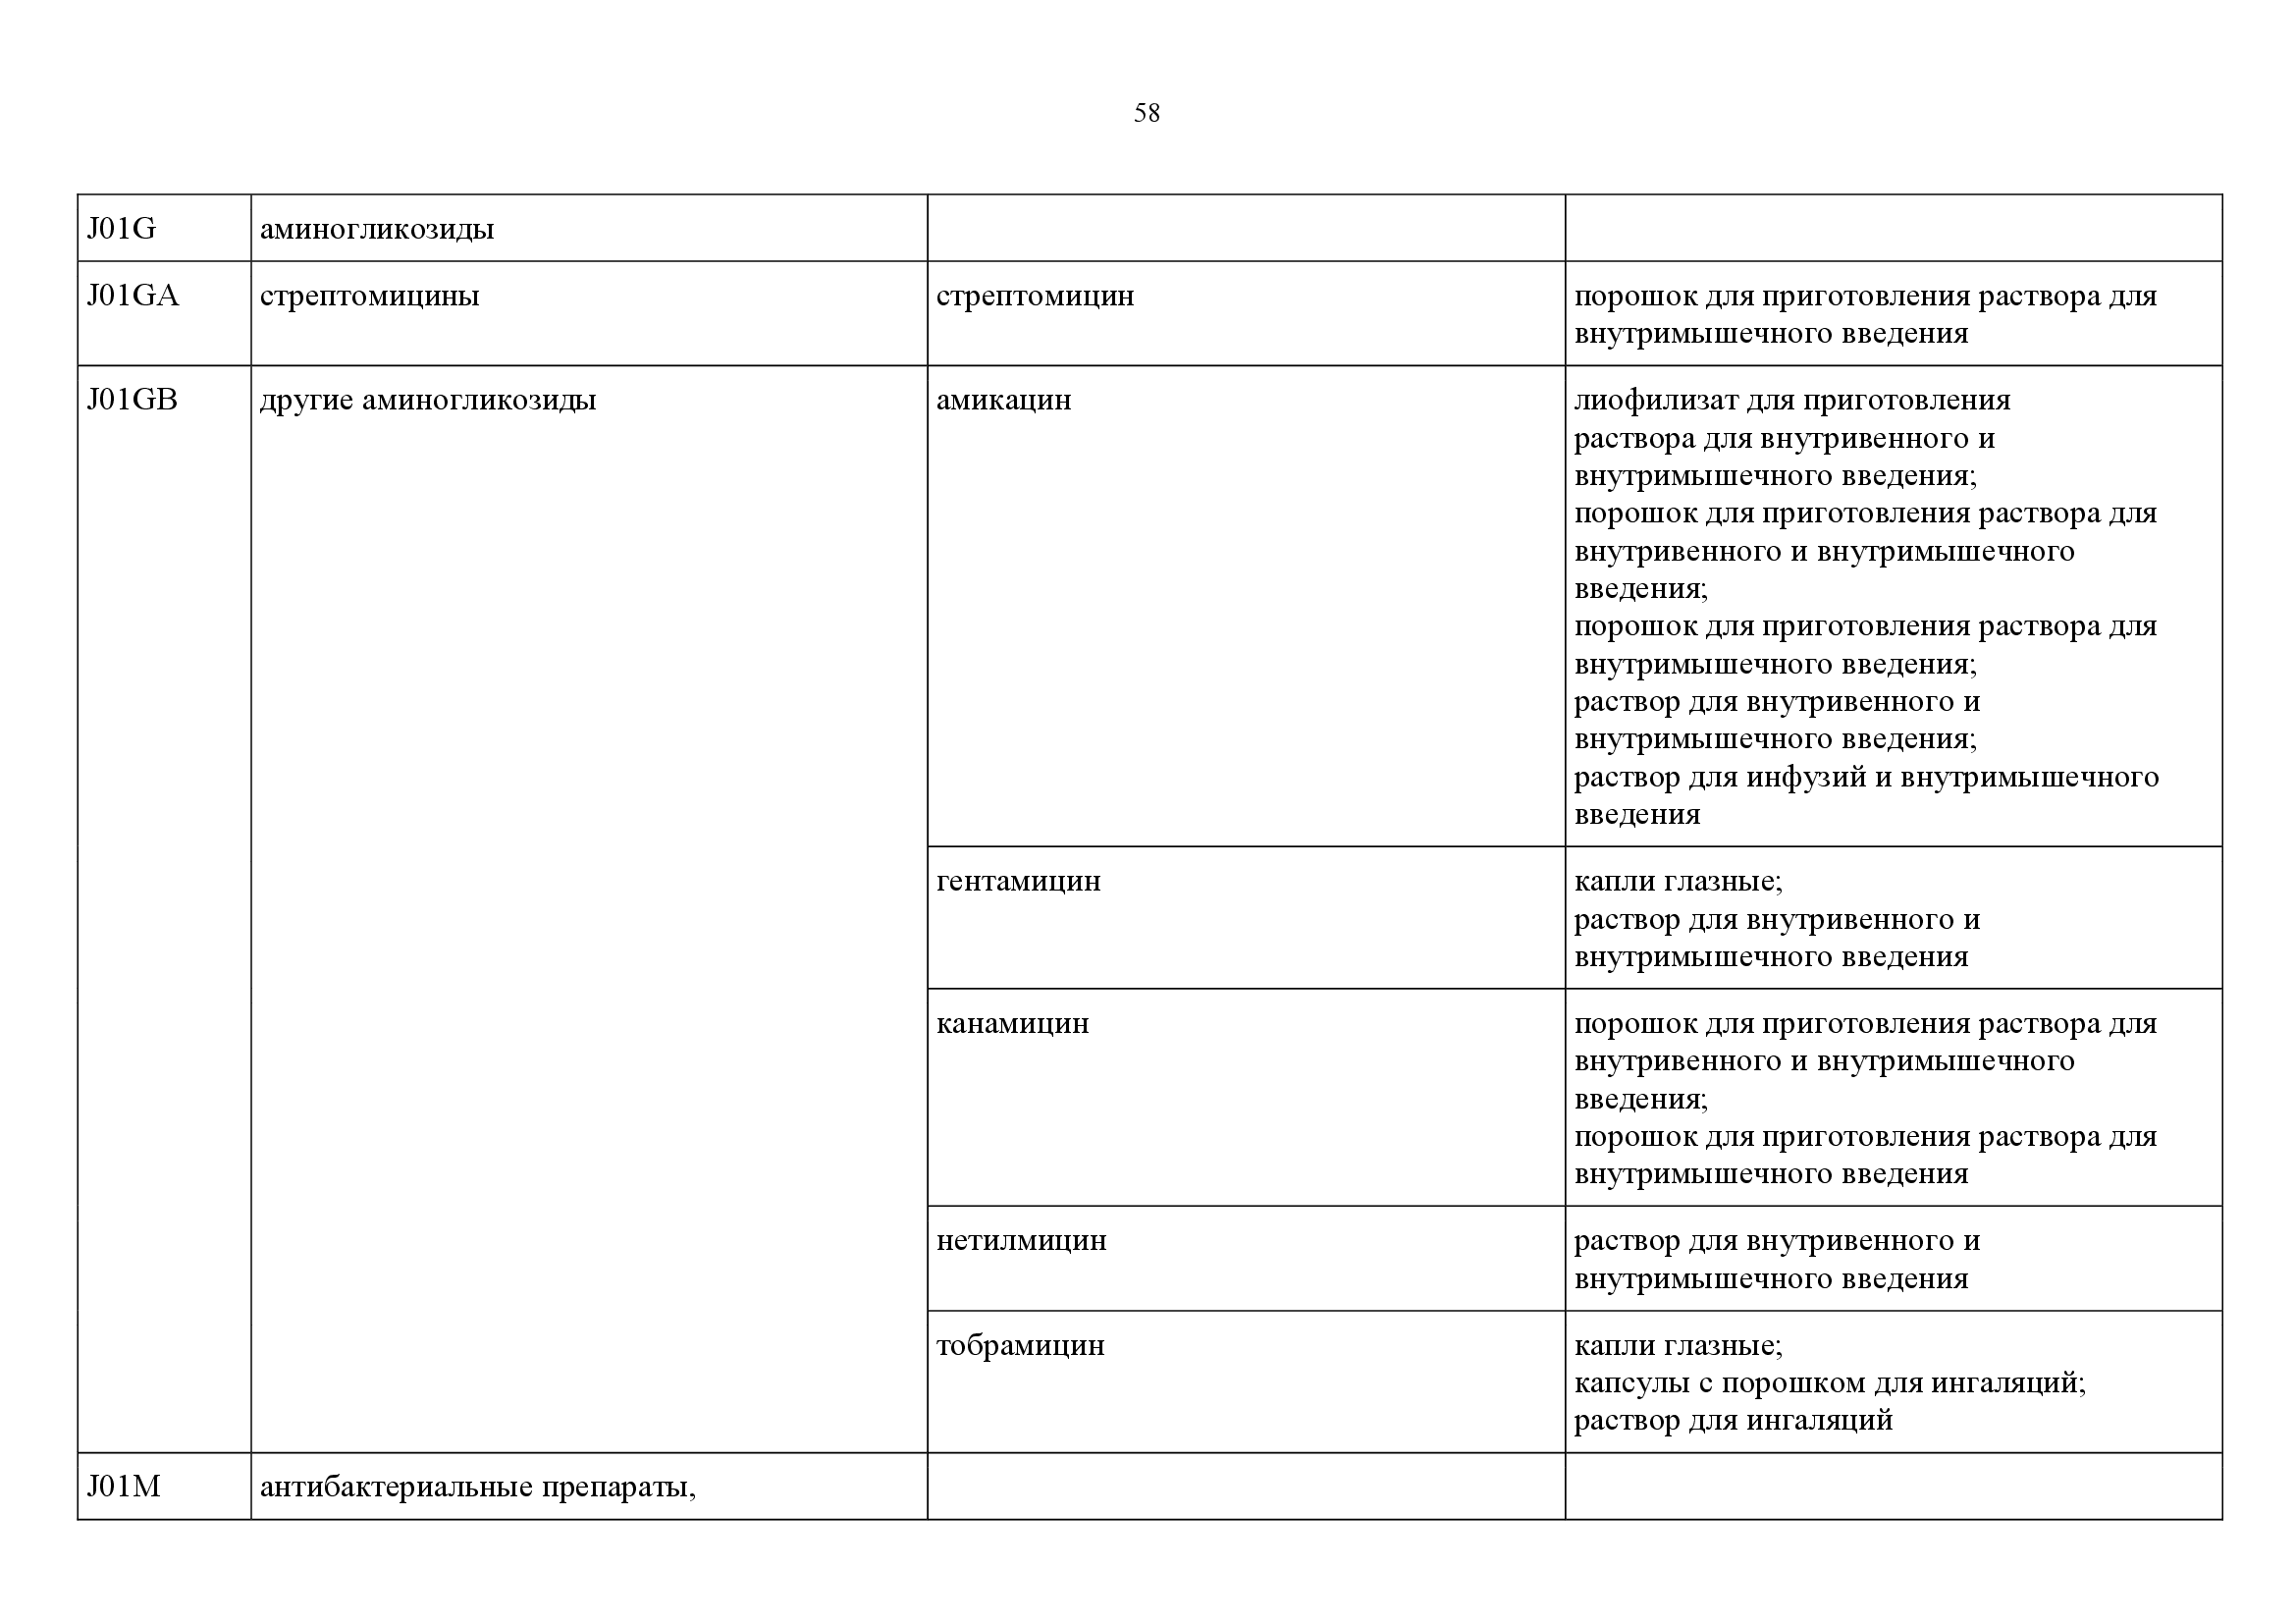 58
J01G аминогликозиды
J01GA стрептомицины стрептомицин порошок для приготовления раствора для
внутримышечного введения
J01GB другие аминогликозиды амикацин лиофилизат для приготовления
раствора для внутривенного и
внутримышечного введения;
порошок для приготовления раствора для
внутривенного и внутримышечного
введения;
порошок для приготовления раствора для
внутримышечного введения;
раствор для внутривенного и
внутримышечного введения;
раствор для инфузий и внутримышечного
введения
гентамицин капли глазные;
раствор для внутривенного и
внутримышечного введения
канамицин порошок для приготовления раствора для
внутривенного и внутримышечного
введения;
порошок для приготовления раствора для
внутримышечного введения
нетилмицин раствор для внутривенного и
внутримышечного введения
тобрамицин капли глазные;
капсулы с порошком для ингаляций;
раствор для ингаляций
J01M антибактериальные препараты,